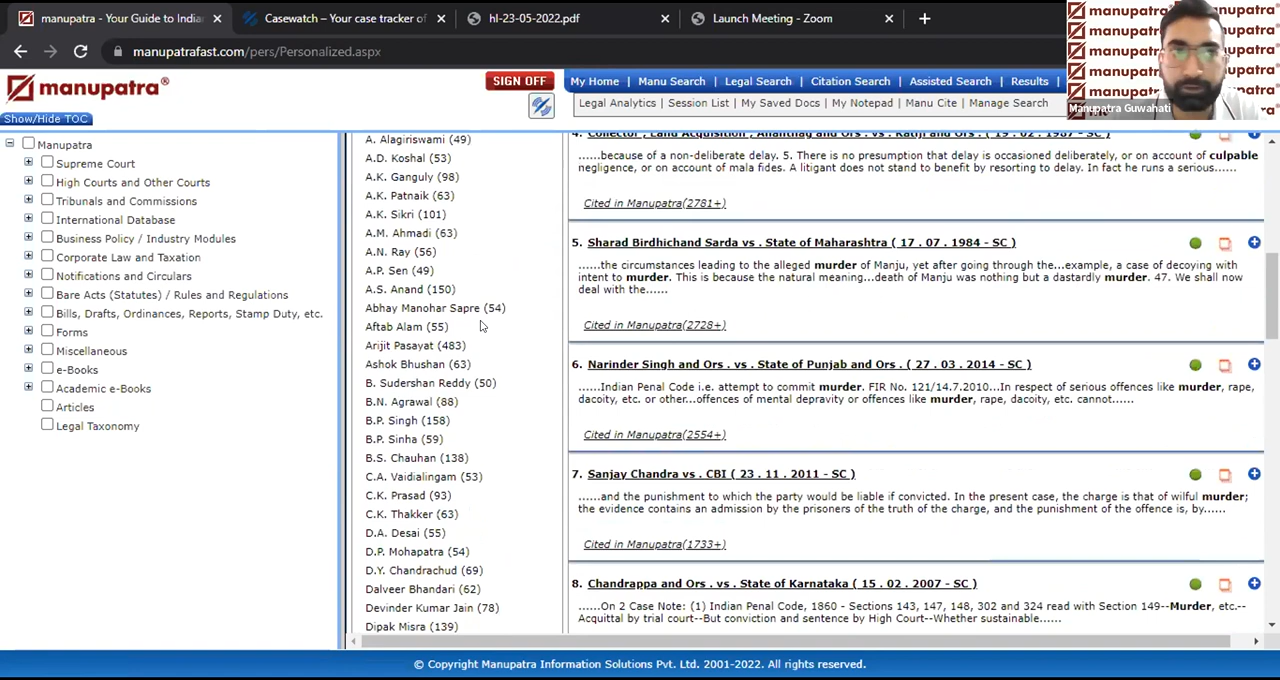 manupatra - Your Guide to India
Casewatch – Your case tracker of
hl-23-05-2022.pdf
Launch Meeting - Zoom
manupatrafast.com/pers/Personalized.aspx
manupatra
manupatra
manupatra
Manupatra Guwahati
manupatra®
SIGN OFF
My Home | Manu Search | Legal Search | Citation Search | Assisted Search | Results |
Legal Analytics | Session List | My Saved Docs | My Notepad | Manu Cite | Manage Search
Show/Hide TOC
Manupatra
Supreme Court
High Courts and Other Courts
Tribunals and Commissions
International Database
Business Policy / Industry Modules
Corporate Law and Taxation
Notifications and Circulars
Bare Acts (Statutes) / Rules and Regulations
Bills, Drafts, Ordinances, Reports, Stamp Duty, etc.
Forms
Miscellaneous
e-Books
Academic e-Books
Articles
Legal Taxonomy
A. Alagiriswami (49)
A.D. Koshal (53)
A.K. Ganguly (98)
A.K. Patnaik (63)
A.K. Sikri (101)
A.M. Ahmadi (63)
A.N. Ray (56)
A.P. Sen (49)
A.S. Anand (150)
Abhay Manohar Sapre (54)
Aftab Alam (55)
Arijit Pasayat (483)
Ashok Bhushan (63)
B. Sudershan Reddy (50)
B.N. Agrawal (88)
B.P. Singh (158)
B.P. Sinha (59)
B.S. Chauhan (138)
C.A. Vaidialingam (53)
C.K. Prasad (93)
C.K. Thakker (63)
D.A. Desai (55)
D.P. Mohapatra (54)
D.Y. Chandrachud (69)
Dalveer Bhandari (62)
Devinder Kumar Jain (78)
Dipak Misra (139)
4. Collector , Land Acquisition , Anantnag and Ors . vs . Katiji and Ors . ( 19 . 02 . 1987 - SC )
......because of a non-deliberate delay. 5. There is no presumption that delay is occasioned deliberately, or on account of culpable
negligence, or on account of mala fides. A litigant does not stand to benefit by resorting to delay. In fact he runs a serious......
Cited in Manupatra(2781+)
5. Sharad Birdhichand Sarda vs . State of Maharashtra ( 17 . 07 . 1984 - SC )
......the circumstances leading to the alleged murder of Manju, yet after going through the...example, a case of decoying with
intent to murder. This is because the natural meaning...death of Manju was nothing but a dastardly murder. 47. We shall now
deal with the......
Cited in Manupatra(2728+)
6. Narinder Singh and Ors . vs . State of Punjab and Ors . ( 27 . 03 . 2014 - SC )
......Indian Penal Code i.e. attempt to commit murder. FIR No. 121/14.7.2010...In respect of serious offences like murder, rape,
dacoity, etc. or other...offences of mental depravity or offences like murder, rape, dacoity, etc. cannot......
Cited in Manupatra(2554+)
7. Sanjay Chandra vs . CBI ( 23 . 11 . 2011 - SC )
......and the punishment to which the party would be liable if convicted. In the present case, the charge is that of wilful murder;
the evidence contains an admission by the prisoners of the truth of the charge, and the punishment of the offence is, by......
Cited in Manupatra(1733+)
8. Chandrappa and Ors . vs . State of Karnataka ( 15 . 02 . 2007 - SC )
......On 2 Case Note: (1) Indian Penal Code, 1860 - Sections 143, 147, 148, 302 and 324 read with Section 149--Murder, etc.--
Acquittal by trial court--But conviction and sentence by High Court--Whether sustainable......
© Copyright Manupatra Information Solutions Pvt. Ltd. 2001-2022. All rights reserved.